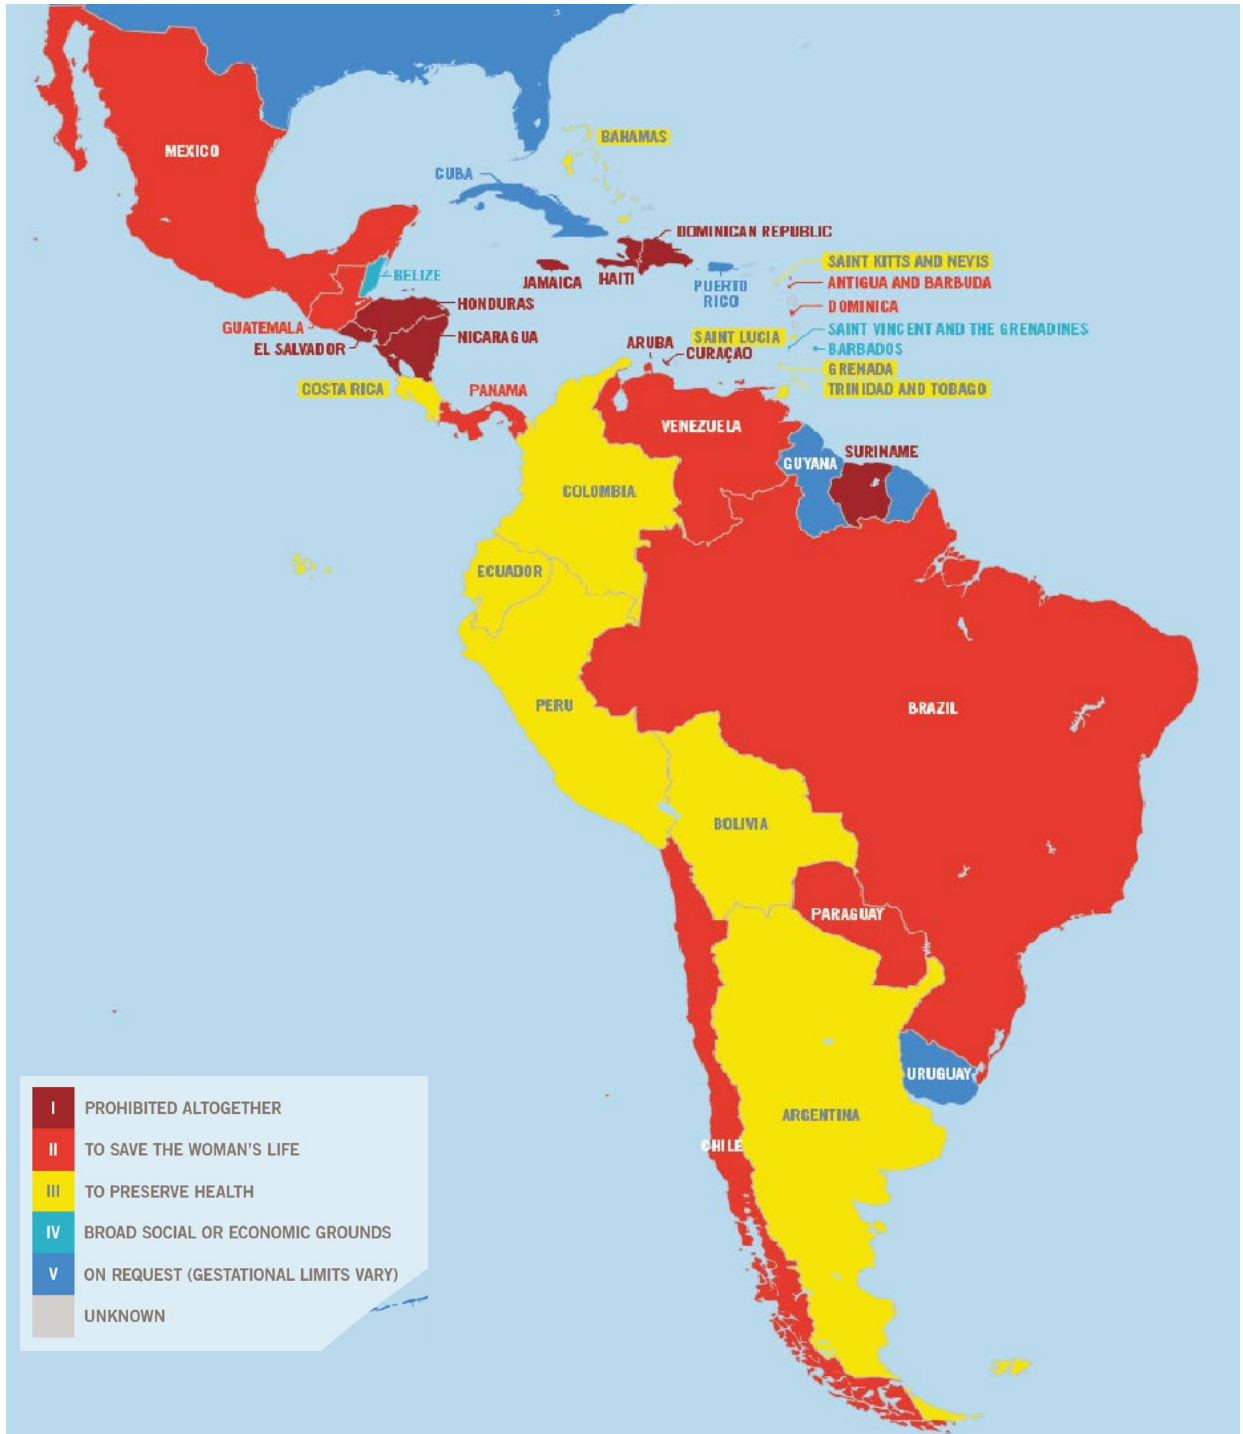 MEXICO
BAHAMAS
CUBA
DOMINICAN REPUBLIC
BELIZE
JAMAICA
HAITI
PUERTO
RICO
SAINT KITTS AND NEVIS
ANTIGUA AND BARBUDA
DOMINICA
HONDURAS
GUATEMALA
NICARAGUA
EL SALVADOR
SAINT LUCIA
SAINT VINCENT AND THE GRENADINES
ARUBA
CURAÇAO
BARBADOS
GRENADA
COSTA RICA
PANAMA
TRINIDAD AND TOBAGO
VENEZUELA
GUYANA
SURINAME
COLOMBIA
ECUADOR
PERU
BRAZIL
BOLIVIA
PARAGUAY
URUGUAY
ARGENTINA
CHILE
I PROHIBITED ALTOGETHER
II TO SAVE THE WOMAN'S LIFE
III TO PRESERVE HEALTH
IV BROAD SOCIAL OR ECONOMIC GROUNDS
V ON REQUEST (GESTATIONAL LIMITS VARY)
UNKNOWN